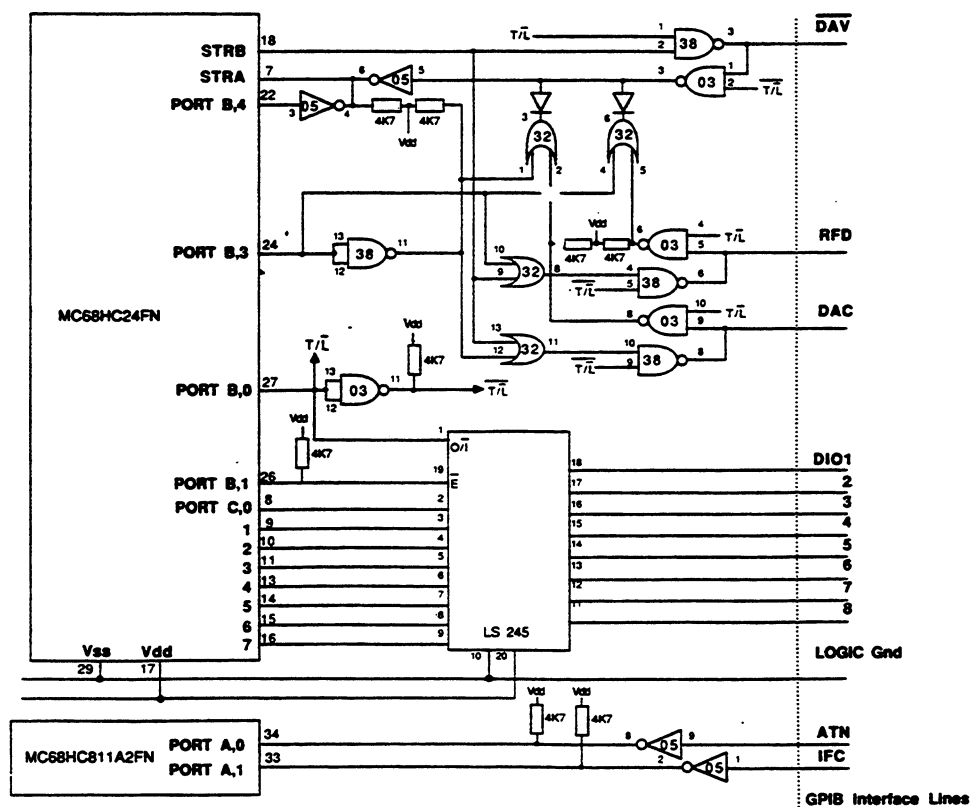 STRB 18
STRA 7
PORT B,4 22
PORT B,3 24
MC68HC24FN
PORT B,0 27
PORT B,1 26
PORT C,0 8
1 9
2 10
3 11
4 13
5 14
6 15
7 16
Vss Vdd
29 17
T/L̅ 1 2 38 3
D̅A̅V̅
6 05 5
3 03 1 2 T̅/̅L̅
3 05 4
4K7 4K7
Vdd
3 32 1 2
6 32 4 5
13 12 38 11
10 9 32 8
Vdd
4K7 4K7
6 03 4 5 T/L̅
RFD
T̅/̅L̅ 4 5 38 6
8 03 10 9 T/L̅
DAC
13 12 32 11
T̅/̅L̅ 10 9 38 8
T/L̅
13 12 03 11
Vdd
4K7
T̅/̅L̅
Vdd
4K7
1 O/I̅
19 E̅
2
3
4
5
6
7
8
9
LS 245
10 20
18 DIO1
17 2
16 3
15 4
14 5
13 6
12 7
11 8
LOGIC Gnd
MC68HC811A2FN
PORT A,0 34
PORT A,1 33
Vdd Vdd
4K7 4K7
8 05 9 ATN
2 05 1 IFC
GPIB Interface Lines